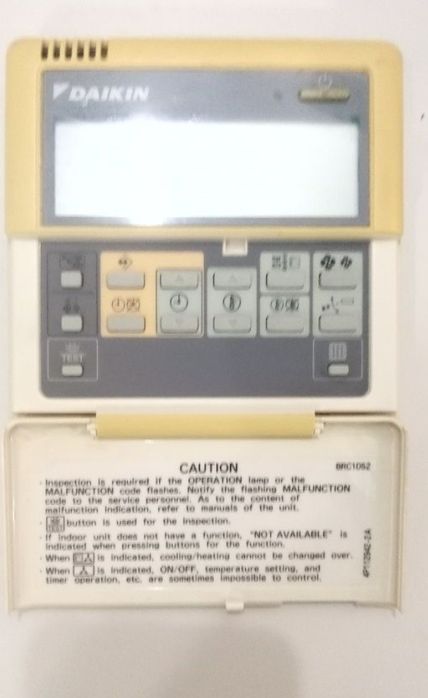 DAIKIN
TEST
CAUTION
BRC1D52
· Inspection is required if the OPERATION lamp or the
MALFUNCTION code flashes. Notify the flashing MALFUNCTION
code to the service personnel. As to the content of
malfunction indication, refer to manuals of the unit.
· TEST button is used for the inspection.
· If indoor unit does not have a function, "NOT AVAILABLE" is
indicated when pressing buttons for the function.
· When is indicated, cooling/heating cannot be changed over.
· When is indicated, ON/OFF, temperature setting, and
timer operation, etc. are sometimes impossible to control.
4P112942-2A